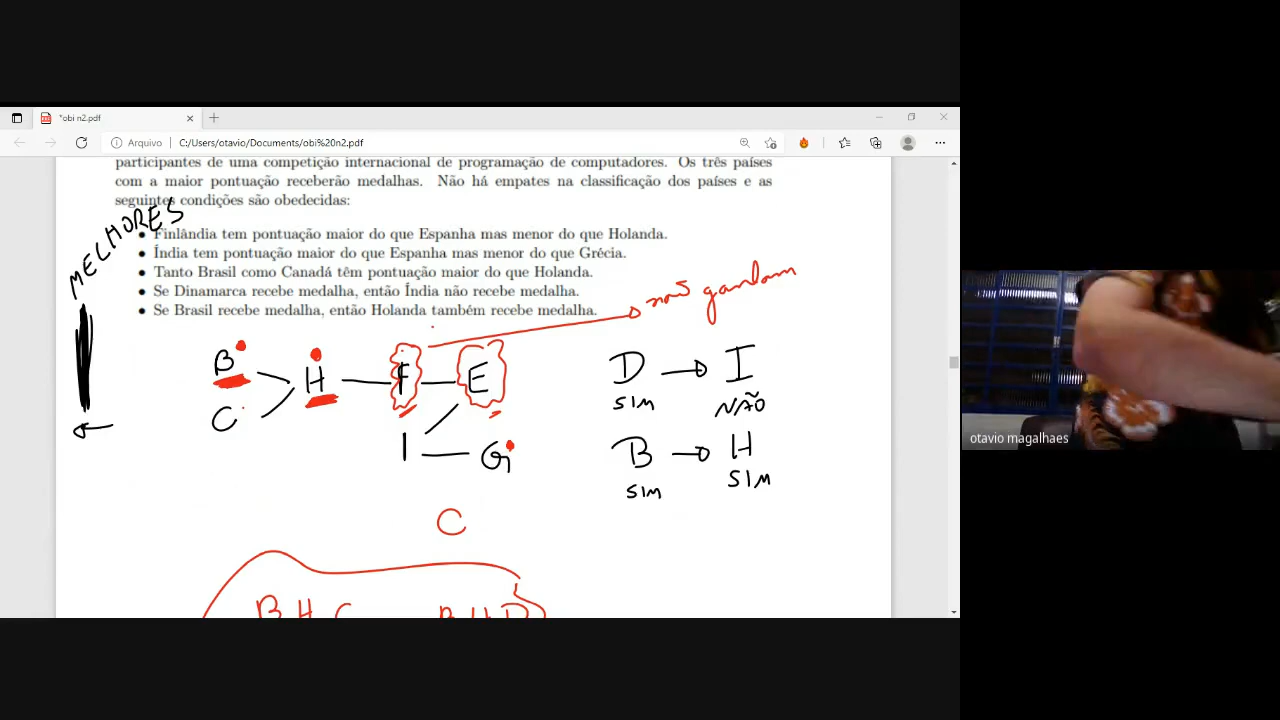 *obi n2.pdf
Arquivo C:/Users/otavio/Documents/obi%20n2.pdf
participantes de uma competição internacional de programação de computadores. Os três países
com a maior pontuação receberão medalhas. Não há empates na classificação dos países e as
seguintes condições são obedecidas:
MELHORES
• Finlândia tem pontuação maior do que Espanha mas menor do que Holanda.
• Índia tem pontuação maior do que Espanha mas menor do que Grécia.
• Tanto Brasil como Canadá têm pontuação maior do que Holanda.
• Se Dinamarca recebe medalha, então Índia não recebe medalha.
• Se Brasil recebe medalha, então Holanda também recebe medalha.
não ganham
B H F E D I
SIM NÃO
C I G B H
SIM SIM
C
B H C B H D
otavio magalhaes